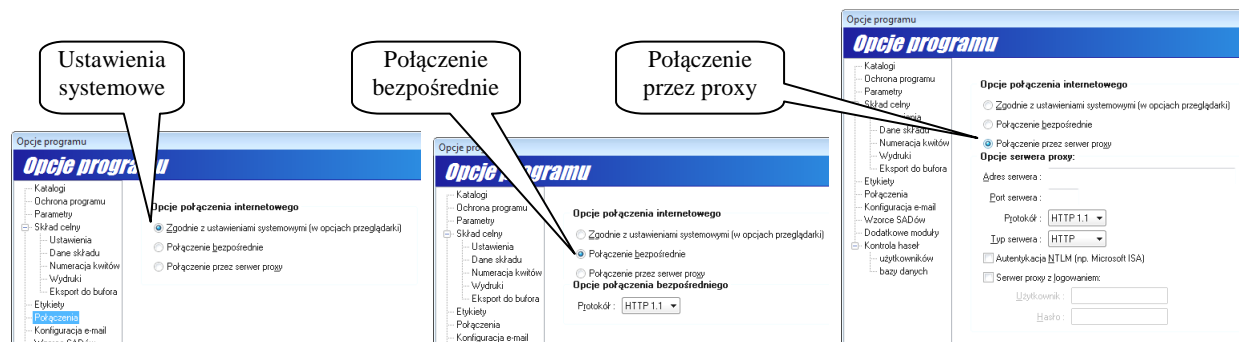 Ustawienia
systemowe
Opcje programu
Opcje programu
Katalogi
Ochrona programu
Parametry
Skład celny
Ustawienia
Dane składu
Numeracja kwitów
Wydruki
Eksport do bufora
Etykiety
Połączenia
Konfiguracja e-mail
Wzorce SADów
Opcje połączenia internetowego
Zgodnie z ustawieniami systemowymi (w opcjach przeglądarki)
Połączenie bezpośrednie
Połączenie przez serwer proxy
Połączenie
bezpośrednie
Opcje programu
Opcje programu
Katalogi
Ochrona programu
Parametry
Skład celny
Ustawienia
Dane składu
Numeracja kwitów
Wydruki
Eksport do bufora
Etykiety
Połączenia
Konfiguracja e-mail
Opcje połączenia internetowego
Zgodnie z ustawieniami systemowymi (w opcjach przeglądarki)
Połączenie bezpośrednie
Połączenie przez serwer proxy
Opcje połączenia bezpośredniego
Protokół : HTTP 1.1
Połączenie
przez proxy
Opcje programu
Opcje programu
Katalogi
Ochrona programu
Parametry
Skład celny
Ustawienia
Dane składu
Numeracja kwitów
Wydruki
Eksport do bufora
Etykiety
Połączenia
Konfiguracja e-mail
Wzorce SADów
Dodatkowe moduły
Kontrola haseł
użytkowników
bazy danych
Opcje połączenia internetowego
Zgodnie z ustawieniami systemowymi (w opcjach przeglądarki)
Połączenie bezpośrednie
Połączenie przez serwer proxy
Opcje serwera proxy:
Adres serwera :
Port serwera :
Protokół : HTTP 1.1
Typ serwera : HTTP
Autentykacja NTLM (np. Microsoft ISA)
Serwer proxy z logowaniem:
Użytkownik :
Hasło :